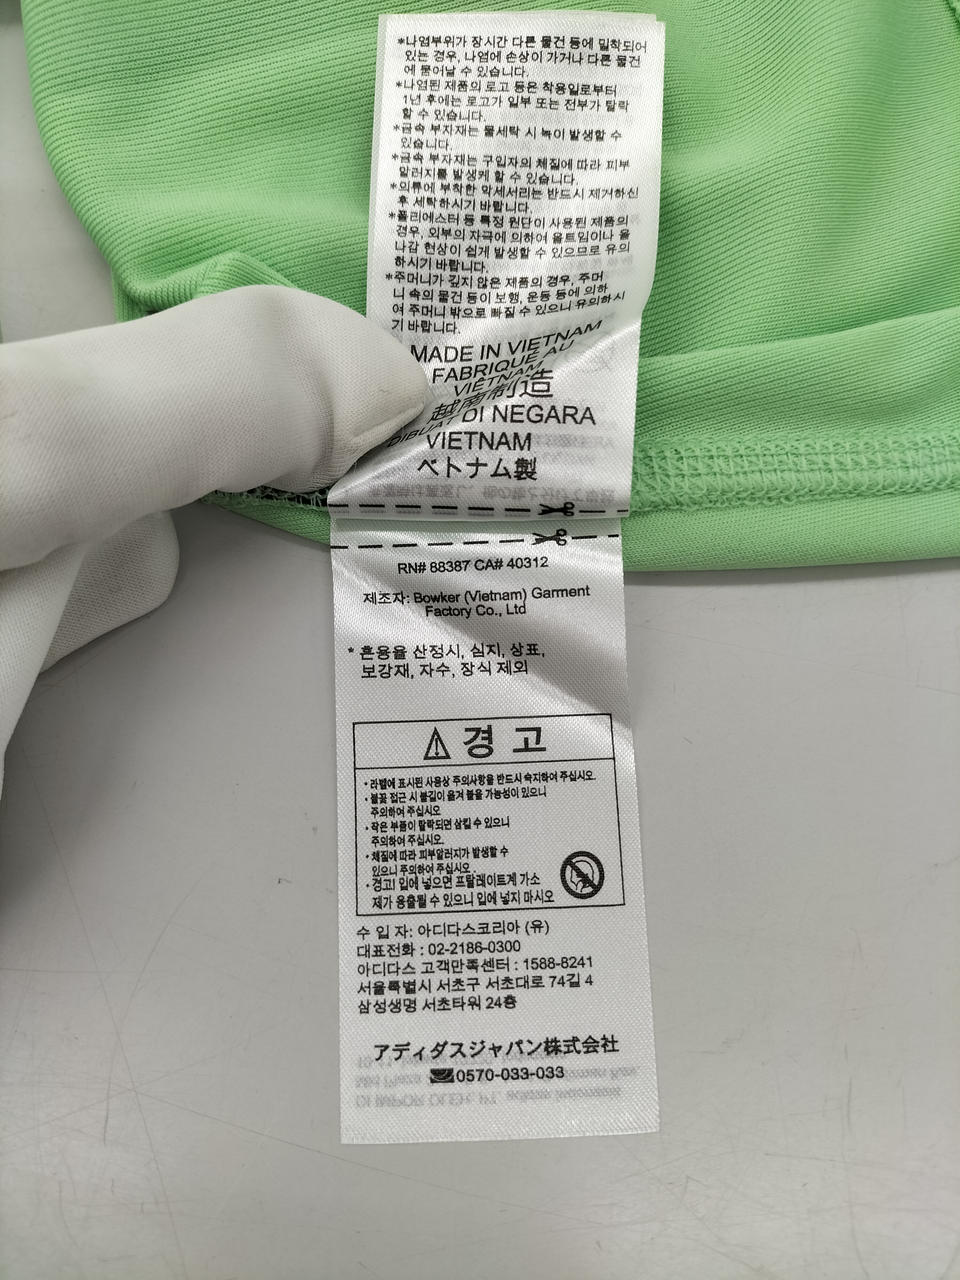 *나염부위가 장시간 다른 물건 등에 밀착되어
있는 경우, 나염에 손상이 가거나 다른 물건
에 묻어날 수 있습니다.
*나염된 제품의 로고 등은 착용일로부터
1년 후에는 로고가 일부 또는 전부가 탈락
할 수 있습니다.
*금속 부자재는 물세탁 시 녹이 발생할 수
있습니다.
*금속 부자재는 구입자의 체질에 따라 피부
알러지를 발생케 할 수 있습니다.
*의류에 부착한 악세서리는 반드시 제거하신
후 세탁하시기 바랍니다.
*폴리에스터 등 특정 원단이 사용된 제품의
경우, 외부의 자극에 의하여 올트임이나 올
나감 현상이 쉽게 발생할 수 있으므로 유의
하시기 바랍니다.
*주머니가 깊지 않은 제품의 경우, 주머
니 속의 물건 등이 보행, 운동 등에 의하
여 주머니 밖으로 빠질 수 있으니 유의하시
기 바랍니다.
MADE IN VIETNAM
FABRIQUÉ AU
VIÊTNAM
越南制造
DIBUAT DI NEGARA
VIETNAM
ベトナム製
RN# 88387 CA# 40312
제조자: Bowker (Vietnam) Garment
Factory Co., Ltd
* 혼용율 산정시, 심지, 상표,
보강재, 자수, 장식 제외
경 고
· 라벨에 표시된 사용상 주의사항을 반드시 숙지하여 주십시오.
· 불꽃 접근 시 불길이 옮겨 붙을 가능성이 있으니
주의하여 주십시오
· 작은 부품이 탈락되면 삼킬 수 있으니
주의하여 주십시오.
· 체질에 따라 피부알러지가 발생할 수
있으니 주의하여 주십시오.
· 경고! 입에 넣으면 프탈레이트계 가소
제가 용출될 수 있으니 입에 넣지 마시오
수 입 자: 아디다스코리아 (유)
대표전화 : 02-2186-0300
아디다스 고객만족센터 : 1588-8241
서울특별시 서초구 서초대로 74길 4
삼성생명 서초타워 24층
アディダスジャパン株式会社
0570-033-033